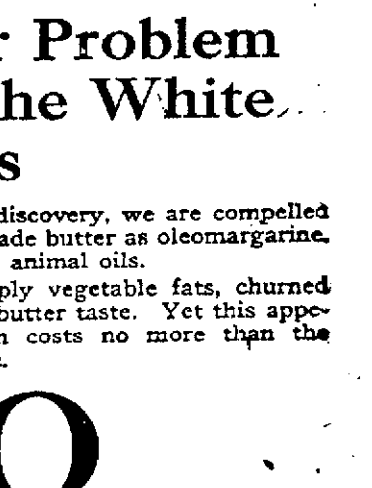 r Problem
he White
s
discovery, we are compelled
ade butter as oleomargarine,
animal oils.
ply vegetable fats, churned
butter taste. Yet this appe-
n costs no more than the
O